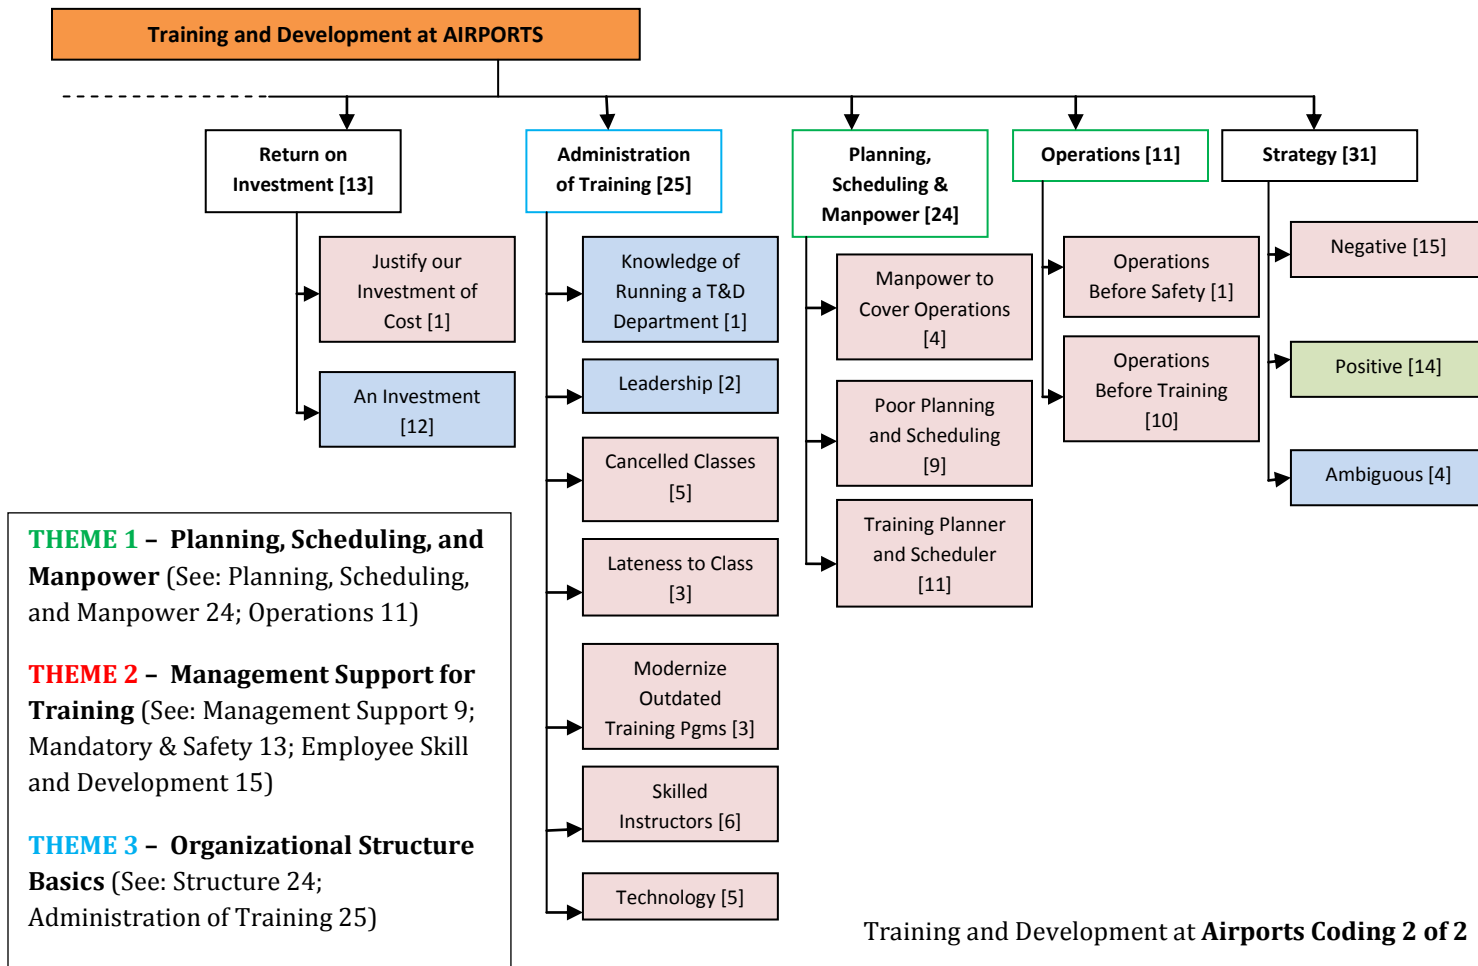 Training and Development at AIRPORTS
Return on
Investment [13]
Justify our
Investment of
Cost [1]
An Investment
[12]
Administration
of Training [25]
Knowledge of
Running a T&D
Department [1]
Leadership [2]
Cancelled Classes
[5]
Lateness to Class
[3]
Modernize
Outdated
Training Pgms [3]
Skilled
Instructors [6]
Technology [5]
Planning,
Scheduling &
Manpower [24]
Manpower to
Cover Operations
[4]
Poor Planning
and Scheduling
[9]
Training Planner
and Scheduler
[11]
Operations [11]
Operations
Before Safety [1]
Operations
Before Training
[10]
Strategy [31]
Negative [15]
Positive [14]
Ambiguous [4]
THEME 1 – Planning, Scheduling, and
Manpower (See: Planning, Scheduling,
and Manpower 24; Operations 11)
THEME 2 – Management Support for
Training (See: Management Support 9;
Mandatory & Safety 13; Employee Skill
and Development 15)
THEME 3 – Organizational Structure
Basics (See: Structure 24;
Administration of Training 25)
Training and Development at Airports Coding 2 of 2